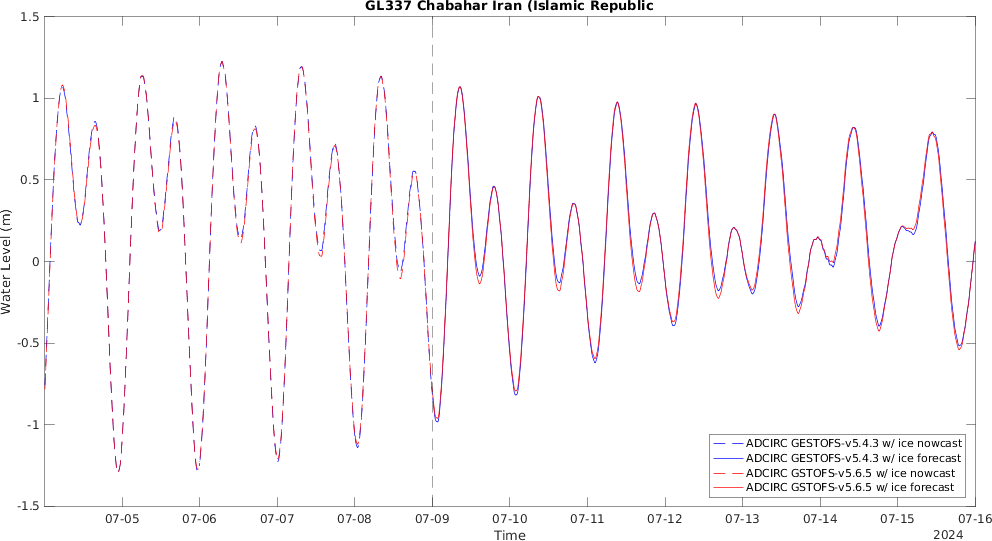 GL337 Chabahar Iran (Islamic Republic
1.5
1
0.5
0
-0.5
-1
-1.5
Water Level (m)
ADCIRC GESTOFS-v5.4.3 w/ ice nowcast
ADCIRC GSTOFS-v5.4.3 w/ ice forecast
ADCIRC GSTOFS-v5.6.5 w/ ice nowcast
ADCIRC GSTOFS-v5.6.5 w/ ice forecast
07-05 07-06 07-07 07-08 07-09 07-10 07-11 07-12 07-13 07-14 07-15 07-16
Time
2024